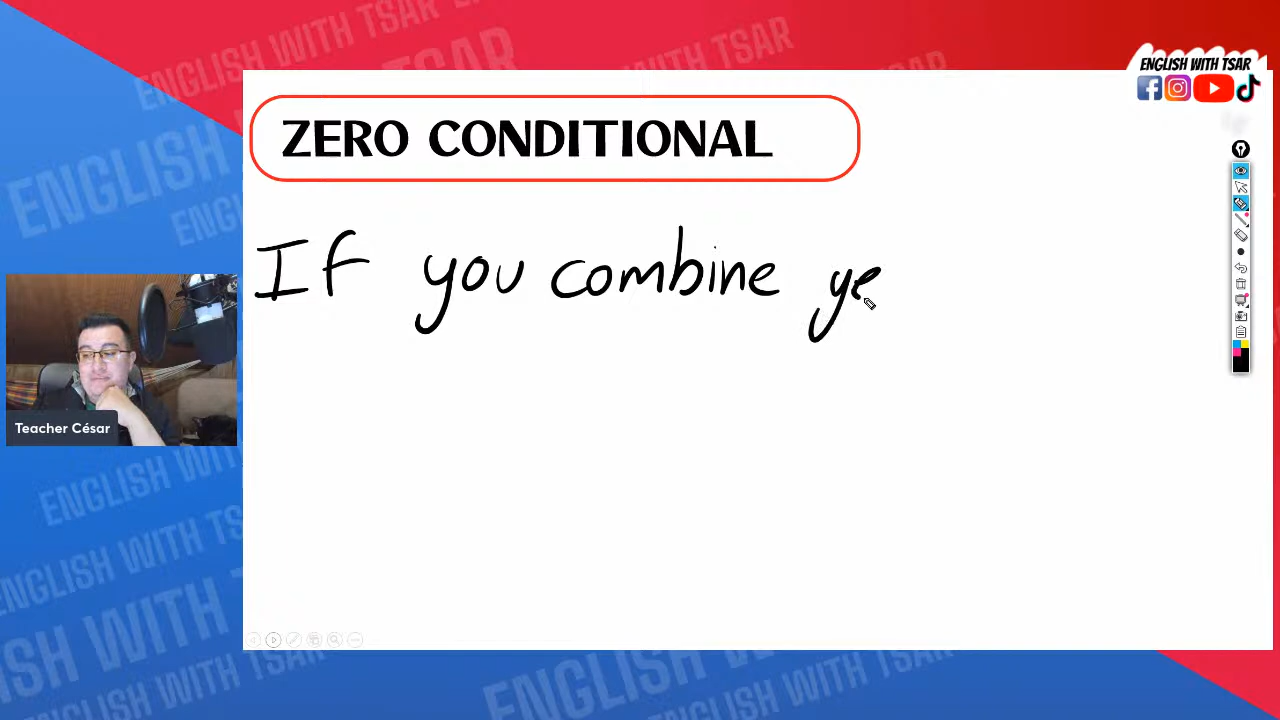 ENGLISH WITH TSAR
ZERO CONDITIONAL
If you combine ye
Teacher César